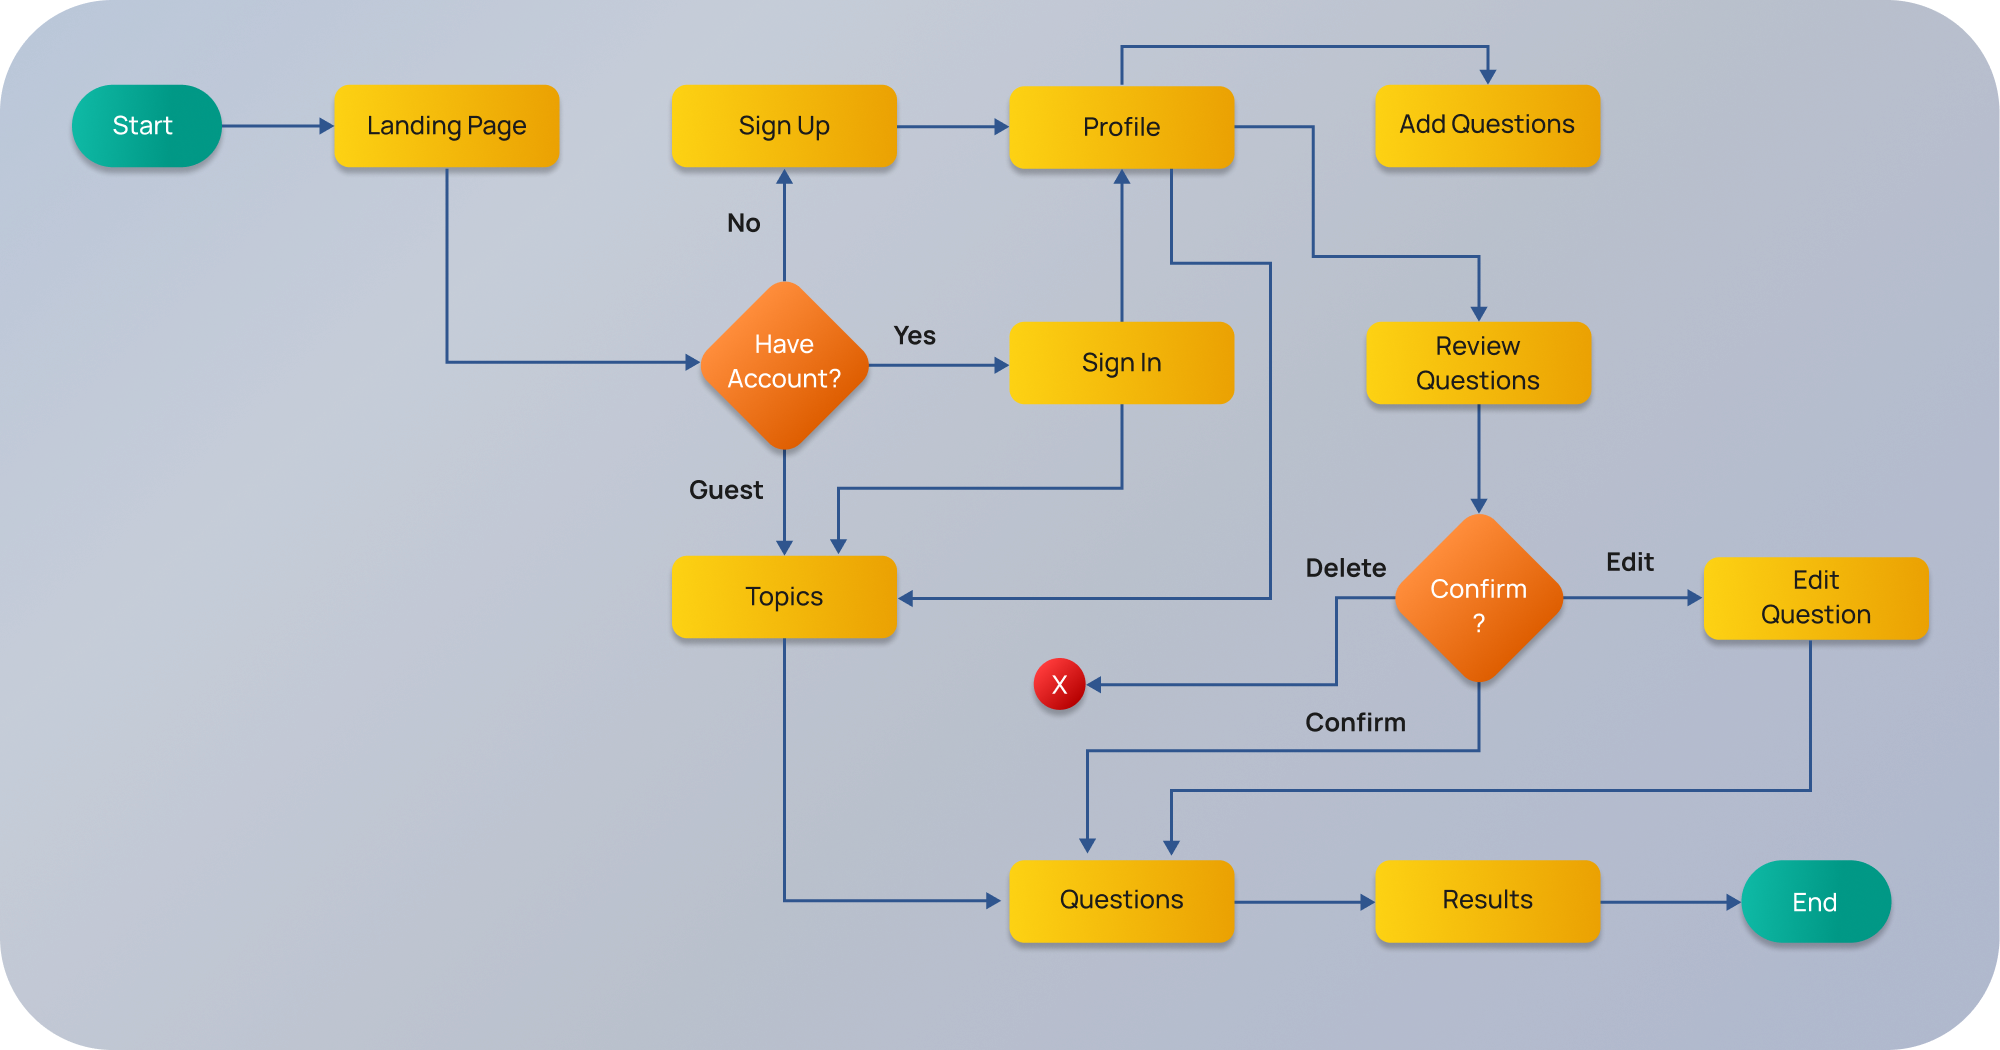 Start
Landing Page
Sign Up
Profile
Add Questions
No
Have
Account?
Yes
Sign In
Review
Questions
Guest
Topics
Delete
Confirm
?
Edit
Edit
Question
X
Confirm
Questions
Results
End